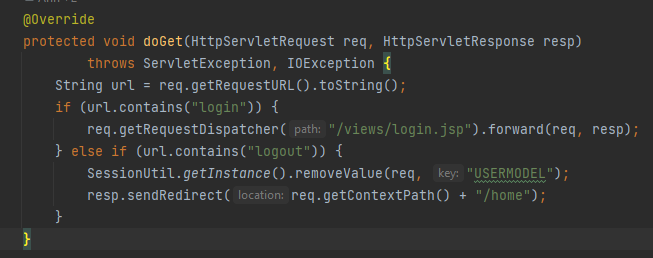 @Override
protected void doGet(HttpServletRequest req, HttpServletResponse resp)
throws ServletException, IOException {
String url = req.getRequestURL().toString();
if (url.contains("login")) {
req.getRequestDispatcher( path: "/views/login.jsp").forward(req, resp);
} else if (url.contains("logout")) {
SessionUtil.getInstance().removeValue(req, key: "USERMODEL");
resp.sendRedirect( location: req.getContextPath() + "/home");
}
}